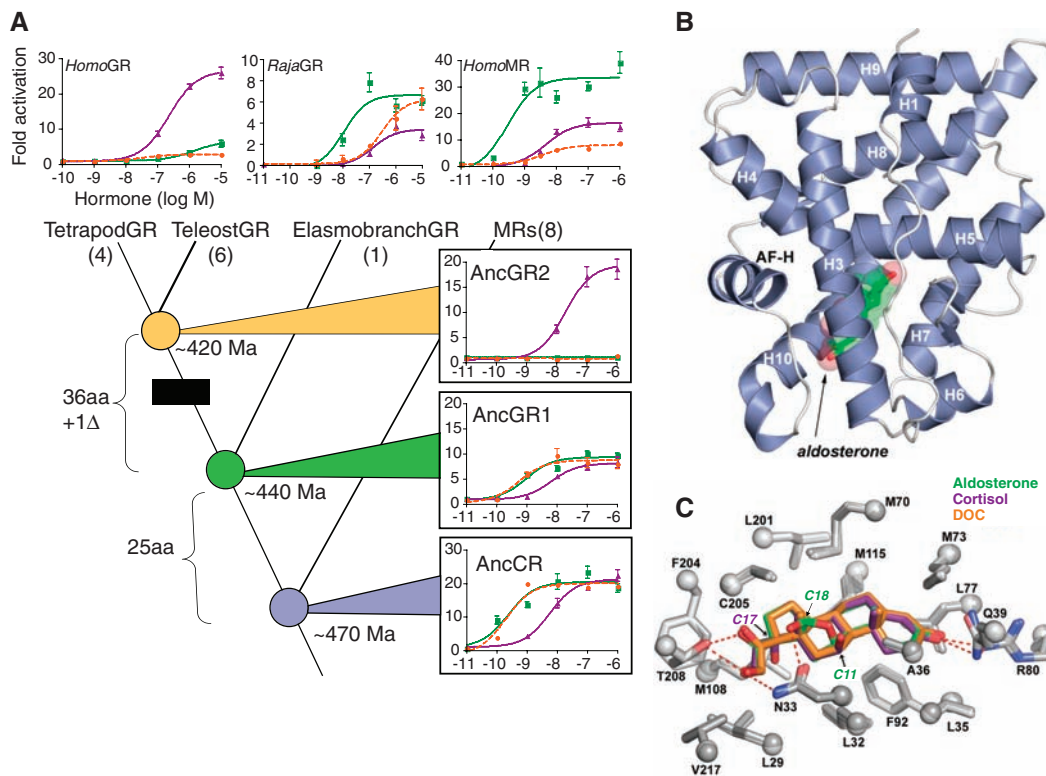 A
Fold activation
HomoGR
30
20
10
0
-10 -9 -8 -7 -6 -5
RajaGR
8
6
4
2
0
-11 -10 -9 -8 -7 -6 -5
HomoMR
40
30
20
10
0
-11 -10 -9 -8 -7 -6
Hormone (log M)
TetrapodGR
(4)
TeleostGR
(6)
ElasmobranchGR
(1)
MRs(8)
AncGR2
20
15
10
5
0
-11 -10 -9 -8 -7 -6
~420 Ma
36aa
+1Δ
AncGR1
20
15
10
5
0
-11 -10 -9 -8 -7 -6
~440 Ma
25aa
AncCR
30
20
10
0
-11 -10 -9 -8 -7 -6
~470 Ma
B
H9
H1
H8
H4
H5
H3
AF-H
H7
H10
H6
aldosterone
C
Aldosterone
Cortisol
DOC
M70
L201
M73
F204
M115
L77
C205
C18
Q39
C17
C11
A36
R80
T208
M108
N33
F92
L35
L32
V217
L29